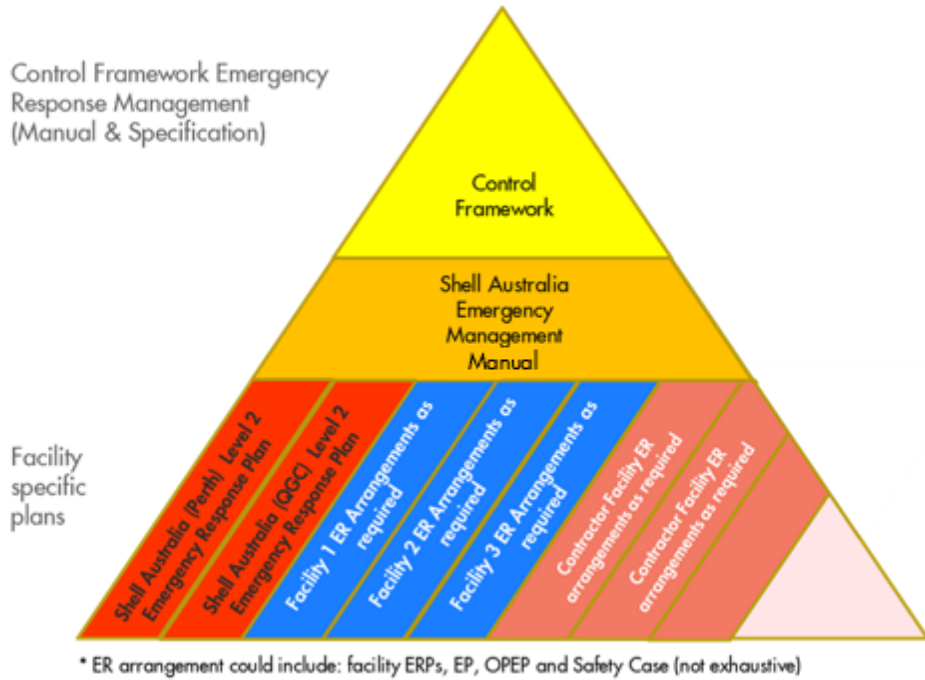 Control Framework Emergency
Response Management
(Manual & Specification)
Control
Framework
Shell Australia
Emergency
Management
Manual
Facility
specific
plans
Shell Australia (Perth) Level 2
Emergency Response Plan
Shell Australia (QGC) Level 2
Emergency Response Plan
Facility 1 ER Arrangements as
required
Facility 2 ER Arrangements as
required
Facility 3 ER Arrangements as
required
Contractor Facility ER
arrangements as required
Contractor Facility ER
arrangements as required
* ER arrangement could include: facility ERPs, EP, OPEP and Safety Case (not exhaustive)